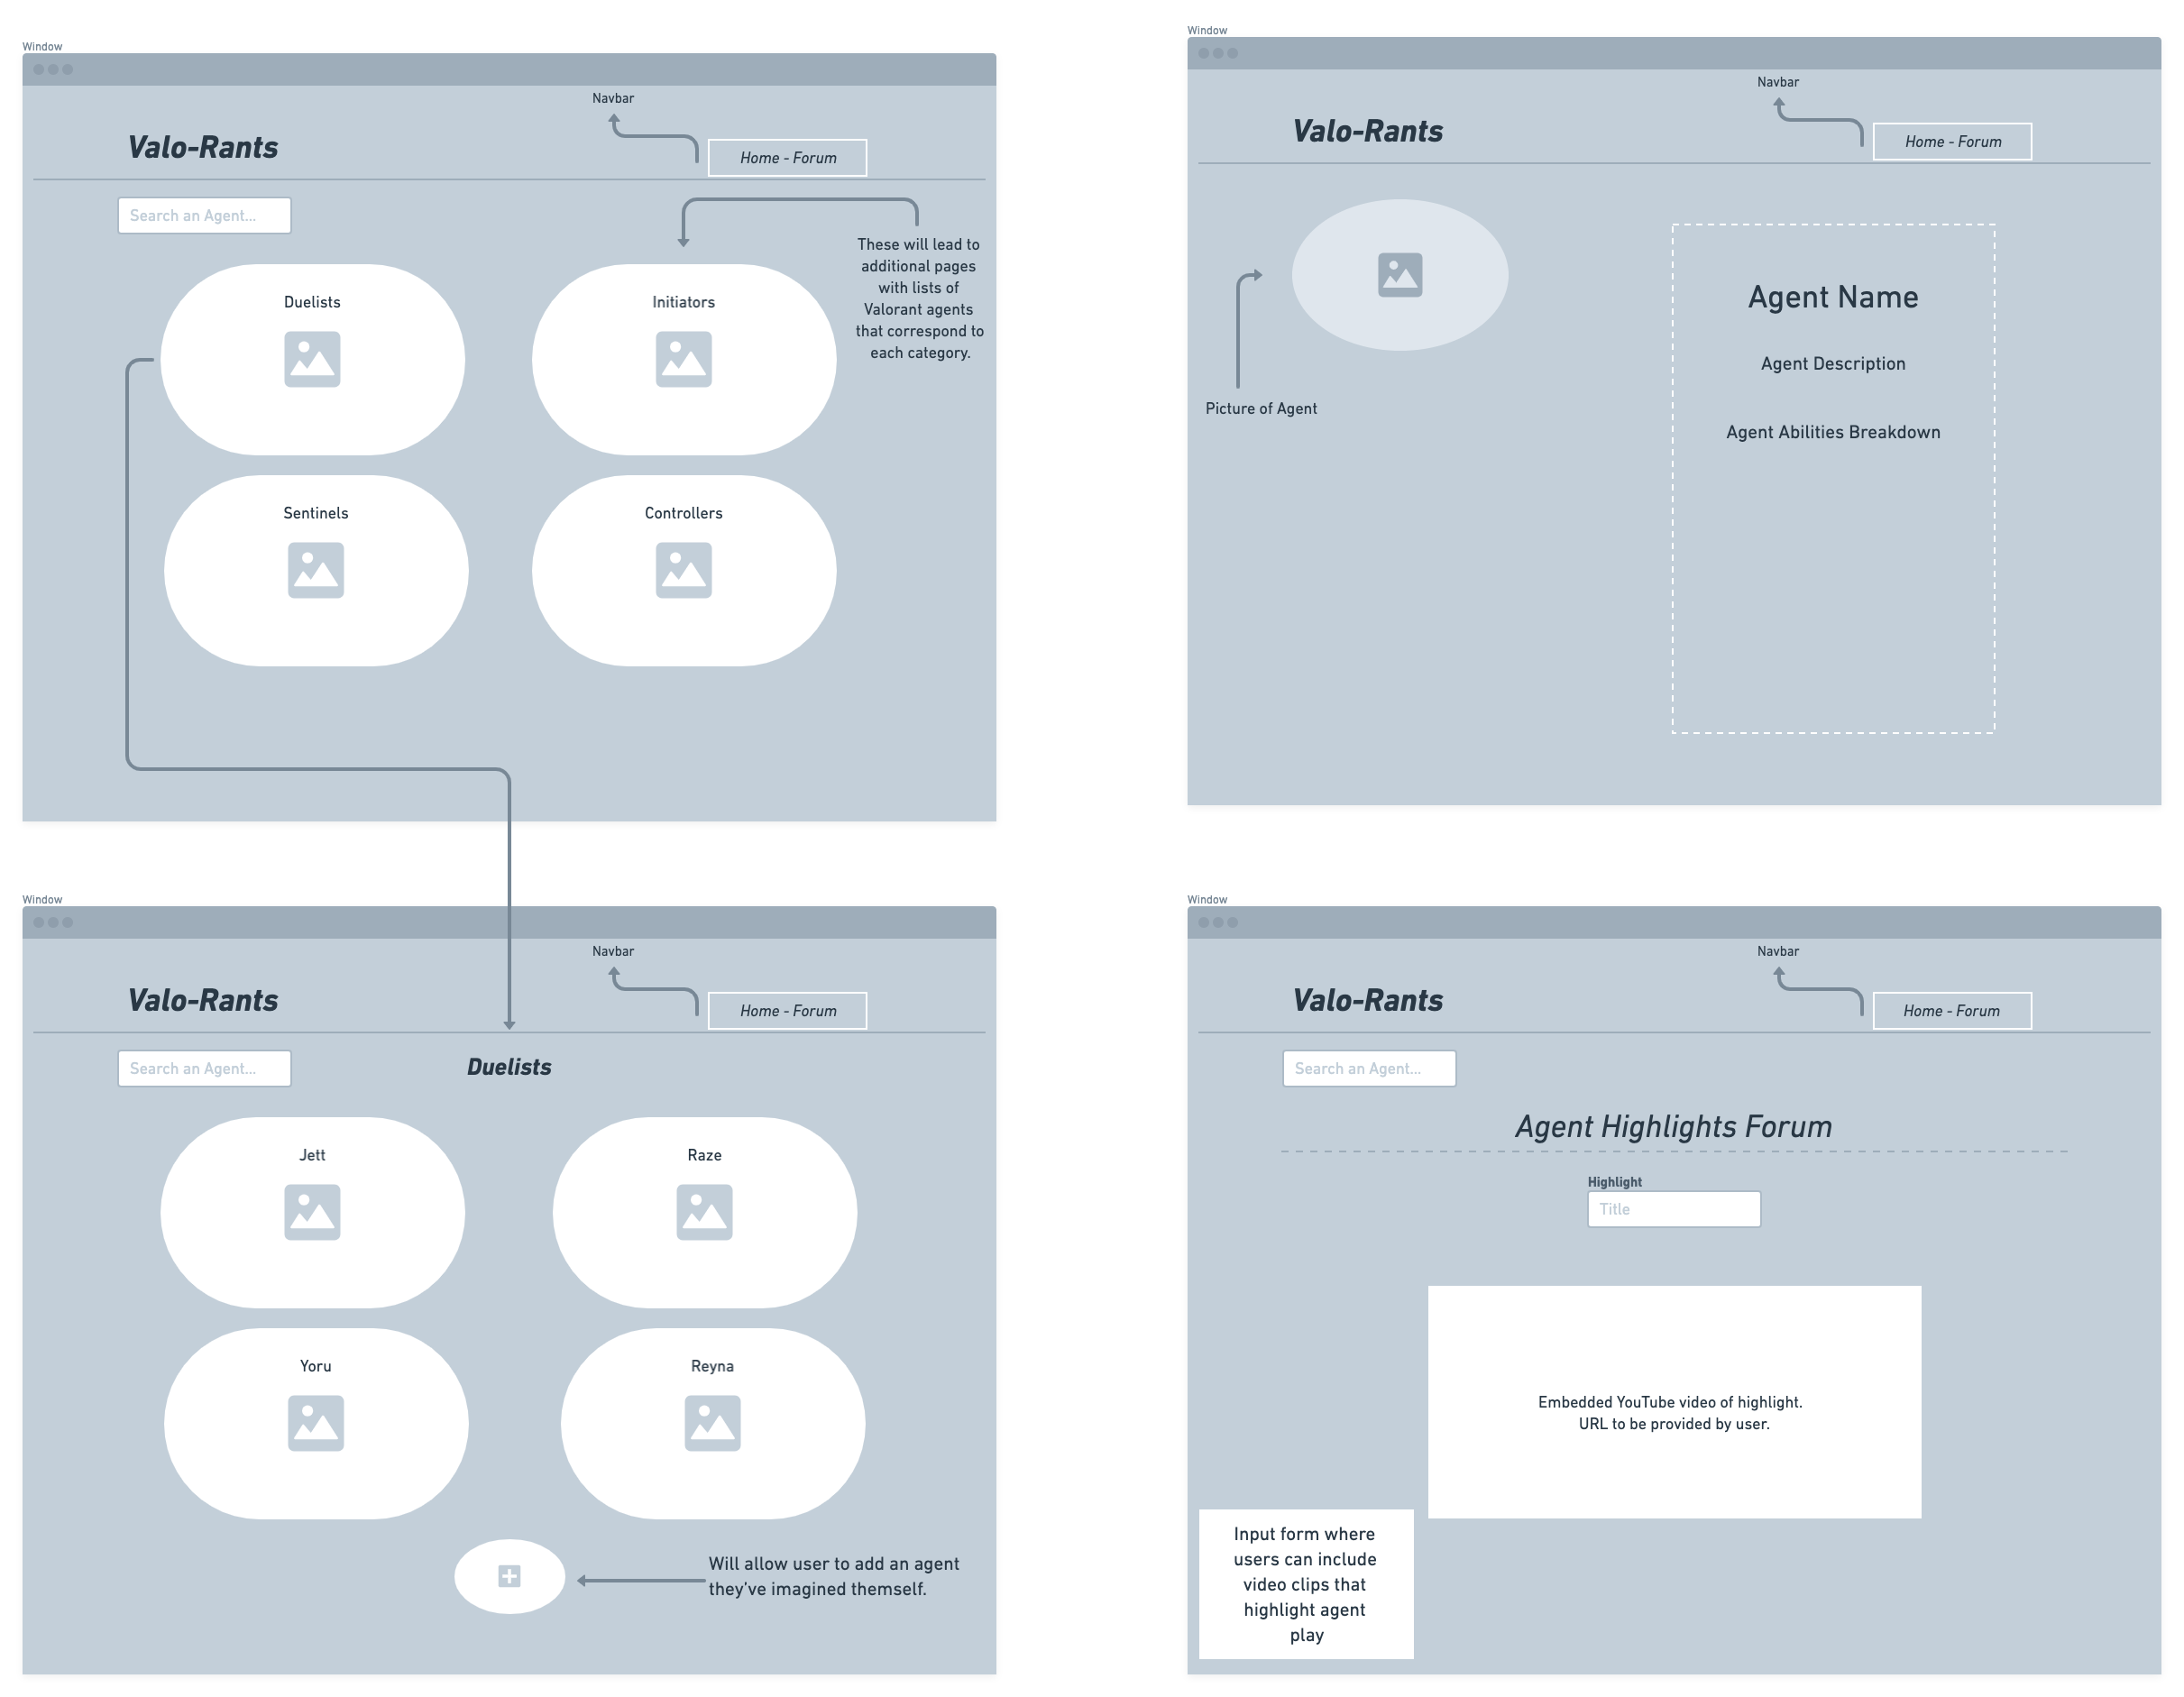 Window
Navbar
Valo-Rants
Home - Forum
Search an Agent...
These will lead to
additional pages
with lists of
Valorant agents
that correspond to
each category.
Duelists
Initiators
Sentinels
Controllers
Window
Navbar
Valo-Rants
Home - Forum
Agent Name
Agent Description
Agent Abilities Breakdown
Picture of Agent
Window
Navbar
Valo-Rants
Home - Forum
Search an Agent...
Duelists
Jett
Raze
Yoru
Reyna
Will allow user to add an agent
they've imagined themself.
Window
Navbar
Valo-Rants
Home - Forum
Search an Agent...
Agent Highlights Forum
Highlight
Title
Embedded YouTube video of highlight.
URL to be provided by user.
Input form where
users can include
video clips that
highlight agent
play